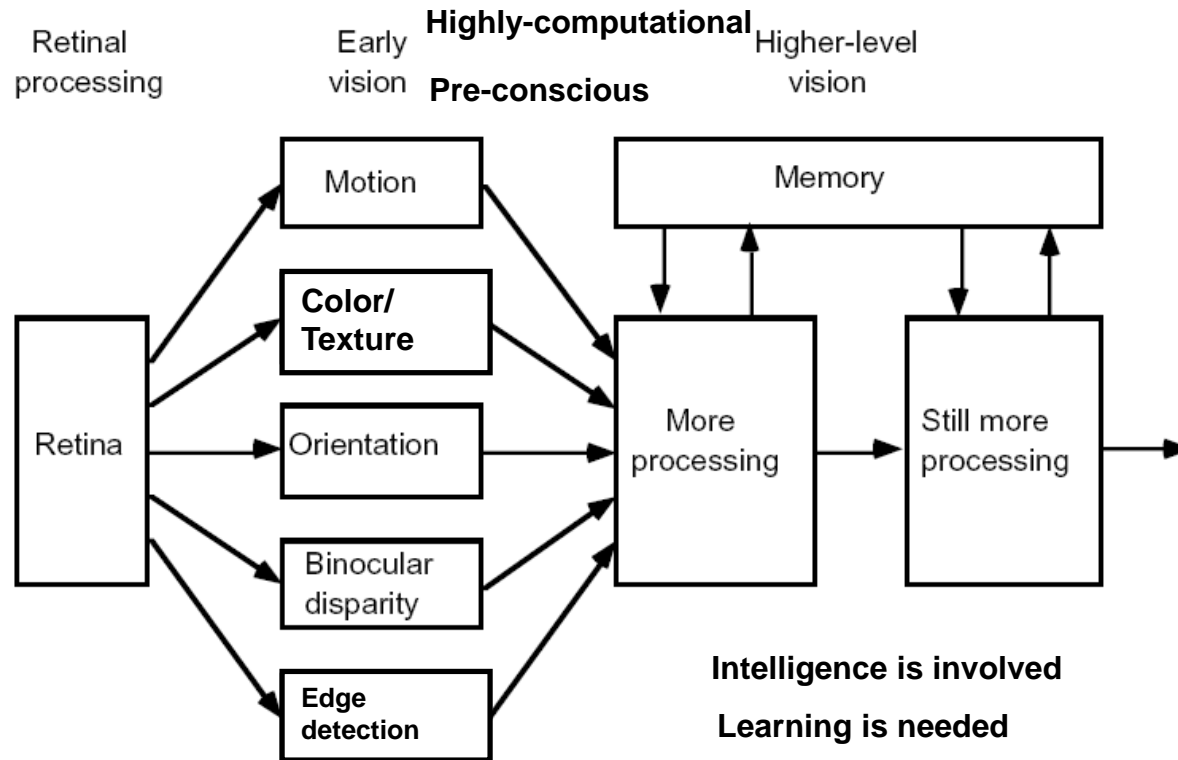 Highly-computational
Retinal
processing
Early
vision
Pre-conscious
Higher-level
vision
Motion
Memory
Color/
Texture
Retina
Orientation
More
processing
Still more
processing
Binocular
disparity
Edge
detection
Intelligence is involved
Learning is needed